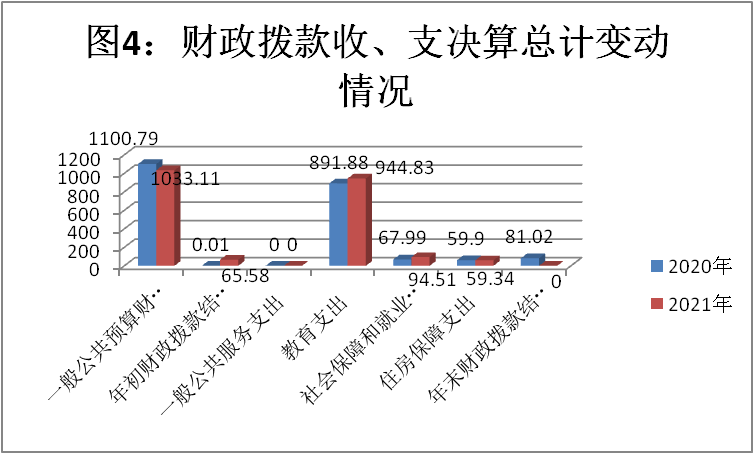 图4：财政拨款收、支决算总计变动
情况
1100.79
1033.11
0.01
65.58
0 0
891.88
944.83
67.99
94.51
59.9
59.34
81.02
0
1200
1000
800
600
400
200
0
一般公共预算财…
年初财政拨款结…
一般公共服务支出
教育支出
社会保障和就业…
住房保障支出
年末财政拨款结…
2020年
2021年